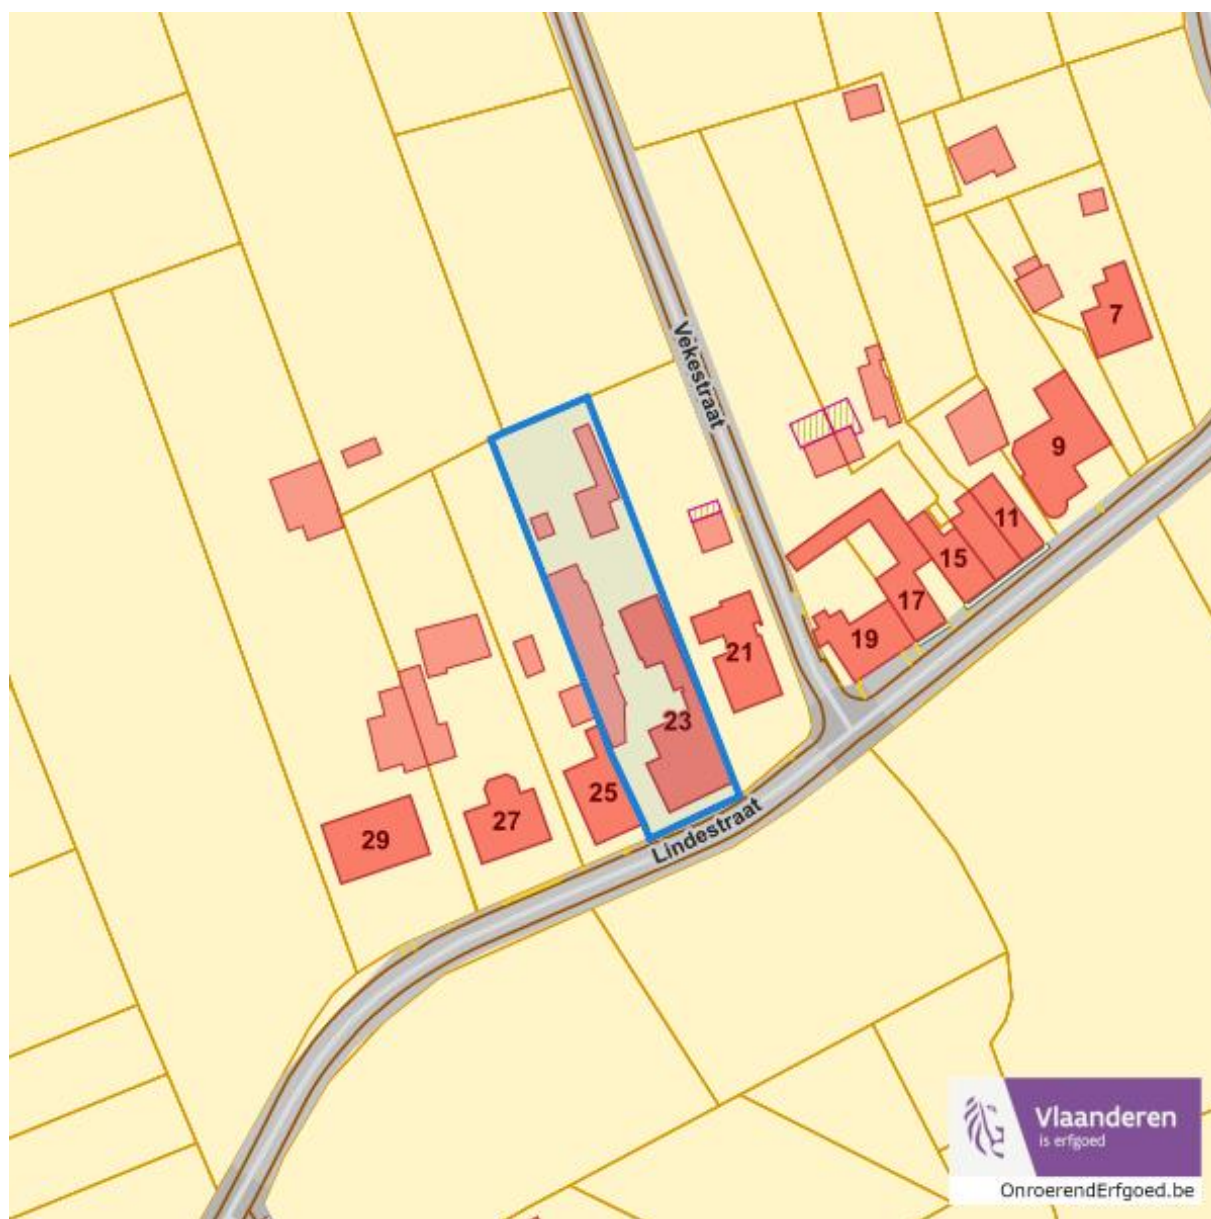 Vekestraat
7
9
11
15
17
19
21
23
25
27
29
Lindestraat
Vlaanderen
is erfgoed
OnroerendErfgoed.be